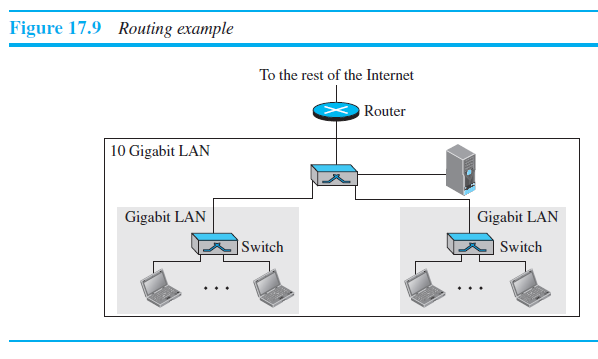 Figure 17.9 Routing example
To the rest of the Internet
Router
10 Gigabit LAN
Gigabit LAN
Gigabit LAN
Switch
Switch